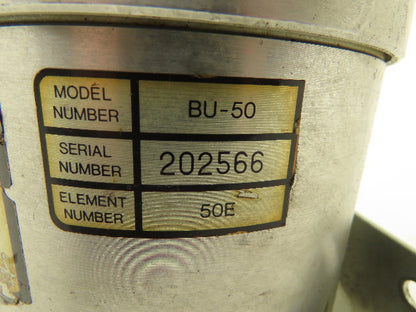 MODEL
NUMBER
BU-50
SERIAL
NUMBER
202566
ELEMENT
NUMBER
50E